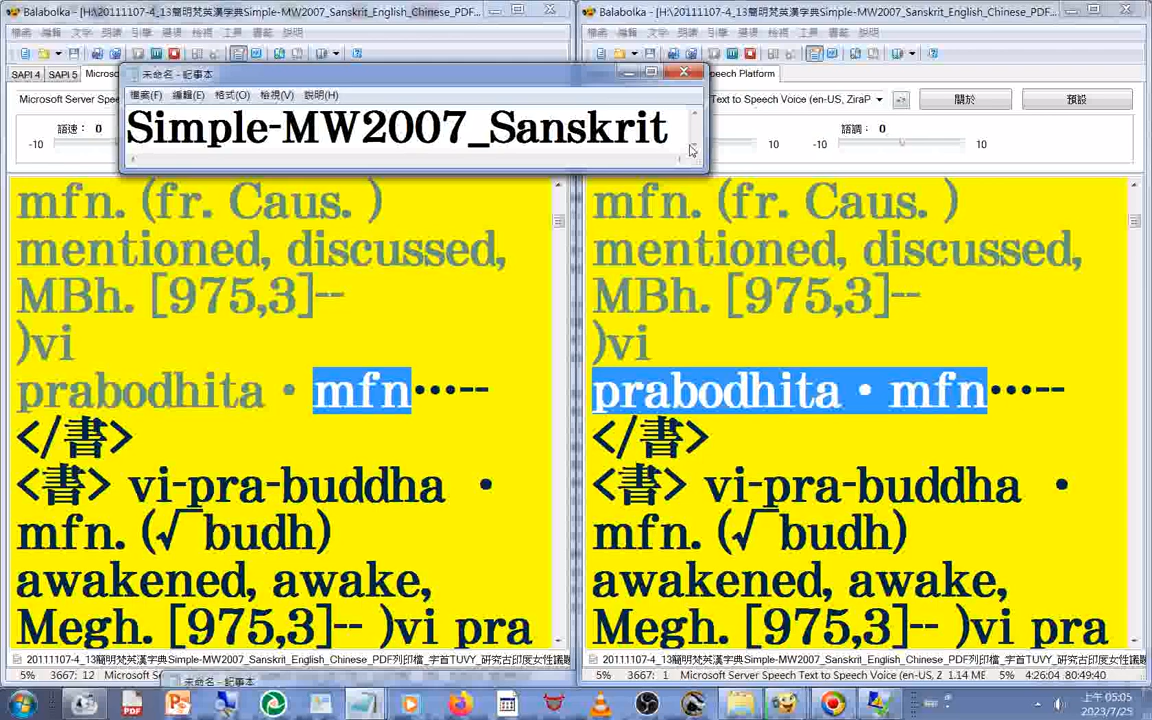 Balabolka - [H:\20111107-4_13簡明梵英漢字典Simple-MW2007_Sanskrit_English_Chinese_PDF...
Balabolka - [H:\20111107-4_13簡明梵英漢字典Simple-MW2007_Sanskrit_English_Chinese_PDF...
SAPI 4 SAPI 5 Microso
未命名 - 記事本
檔案(F) 編輯(E) 格式(O) 檢視(V) 說明(H)
Simple-MW2007_Sanskrit
peech Platform
Microsoft Server Spee
Text to Speech Voice (en-US, ZiraP
關於
預設
語速： 0
-10
10
語調： 0
-10
10
mfn. (fr. Caus. )
mentioned, discussed,
MBh. [975,3]--
)vi
prabodhita • mfn•••--
</書>
<書> vi-pra-buddha •
mfn. (√ budh)
awakened, awake,
Megh. [975,3]-- )vi pra
mfn. (fr. Caus. )
mentioned, discussed,
MBh. [975,3]--
)vi
prabodhita • mfn•••--
</書>
<書> vi-pra-buddha •
mfn. (√ budh)
awakened, awake,
Megh. [975,3]-- )vi pra
20111107-4_13簡明梵英漢字典Simple-MW2007_Sanskrit_English_Chinese_PDF列印檔_字首TUVY_研究古印度女性議題
20111107-4_13簡明梵英漢字典Simple-MW2007_Sanskrit_English_Chinese_PDF列印檔_字首TUVY_研究古印度女性議題
5% 3667: 12 Microsoft S
未命名 - 記事本
5% 3667: 1 Microsoft Server Speech Text to Speech Voice (en-US, Z 1.14 ME 5% 4:26:04 80:49:40
上午 05:05
2023/7/25